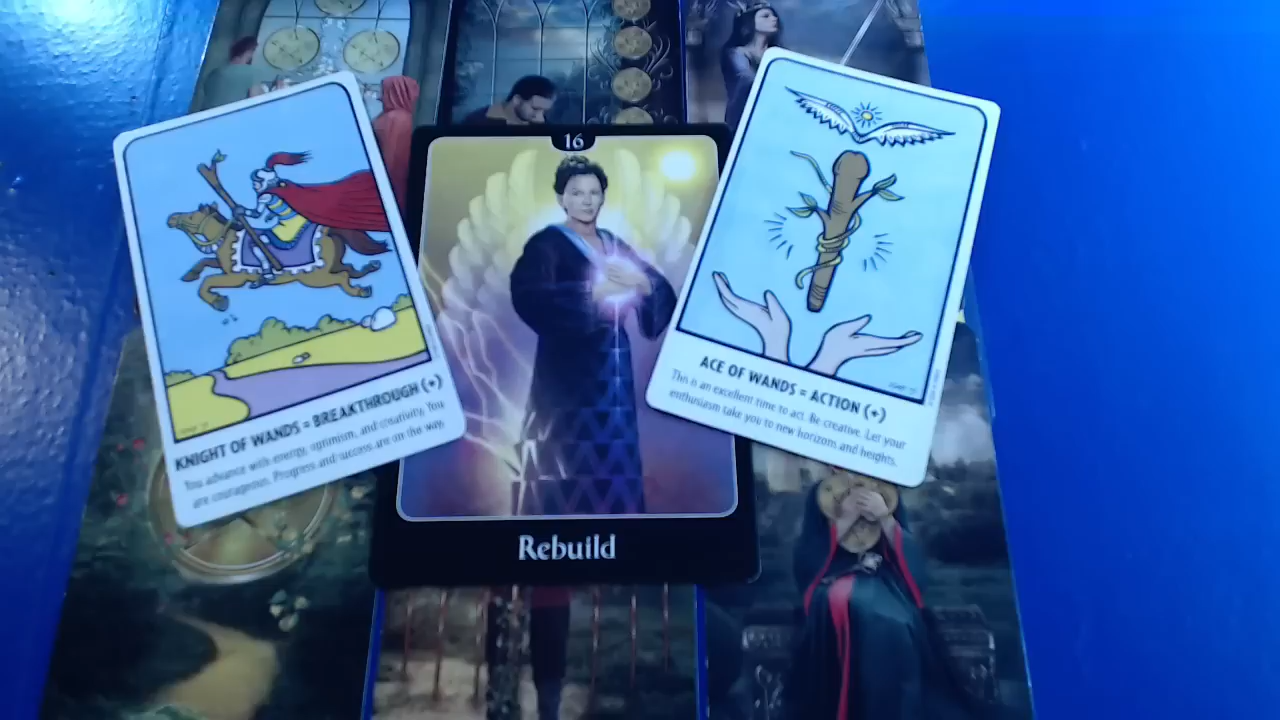 KNIGHT OF WANDS = BREAKTHROUGH (+)
You advance with energy, optimism, and creativity. You
are courageous. Progress and success are on the way.
16
Rebuild
ACE OF WANDS = ACTION (+)
This is an excellent time to act. Be creative. Let your
enthusiasm take you to new horizons and heights.